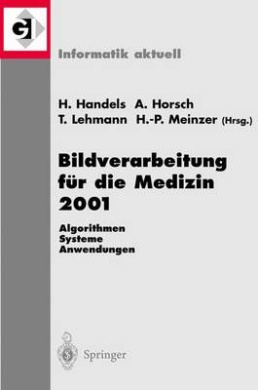 GI
Informatik aktuell
H. Handels A. Horsch
T. Lehmann H.-P. Meinzer (Hrsg.)
Bildverarbeitung
für die Medizin
2001
Algorithmen
Systeme
Anwendungen
Springer